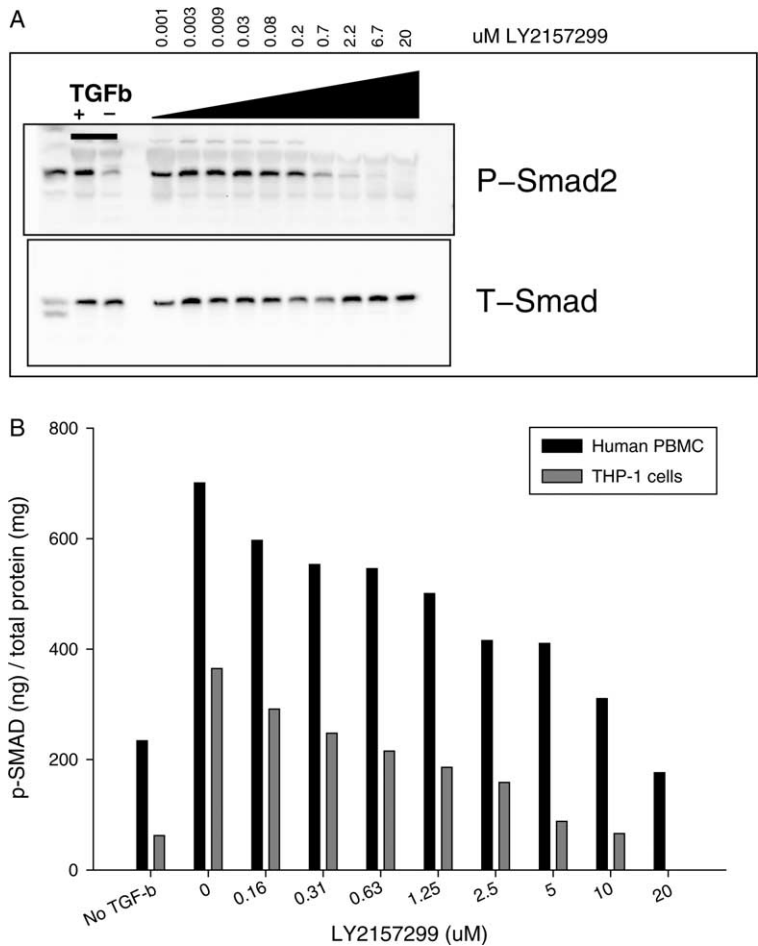 A
0.001 0.003 0.009 0.03 0.08 0.2 0.7 2.2 6.7 20 uM LY2157299
TGFb
+ −
P−Smad2
T−Smad
B
800
600
400
200
0
p-SMAD (ng) / total protein (mg)
Human PBMC
THP-1 cells
No TGF-b 0 0.16 0.31 0.63 1.25 2.5 5 10 20
LY2157299 (uM)